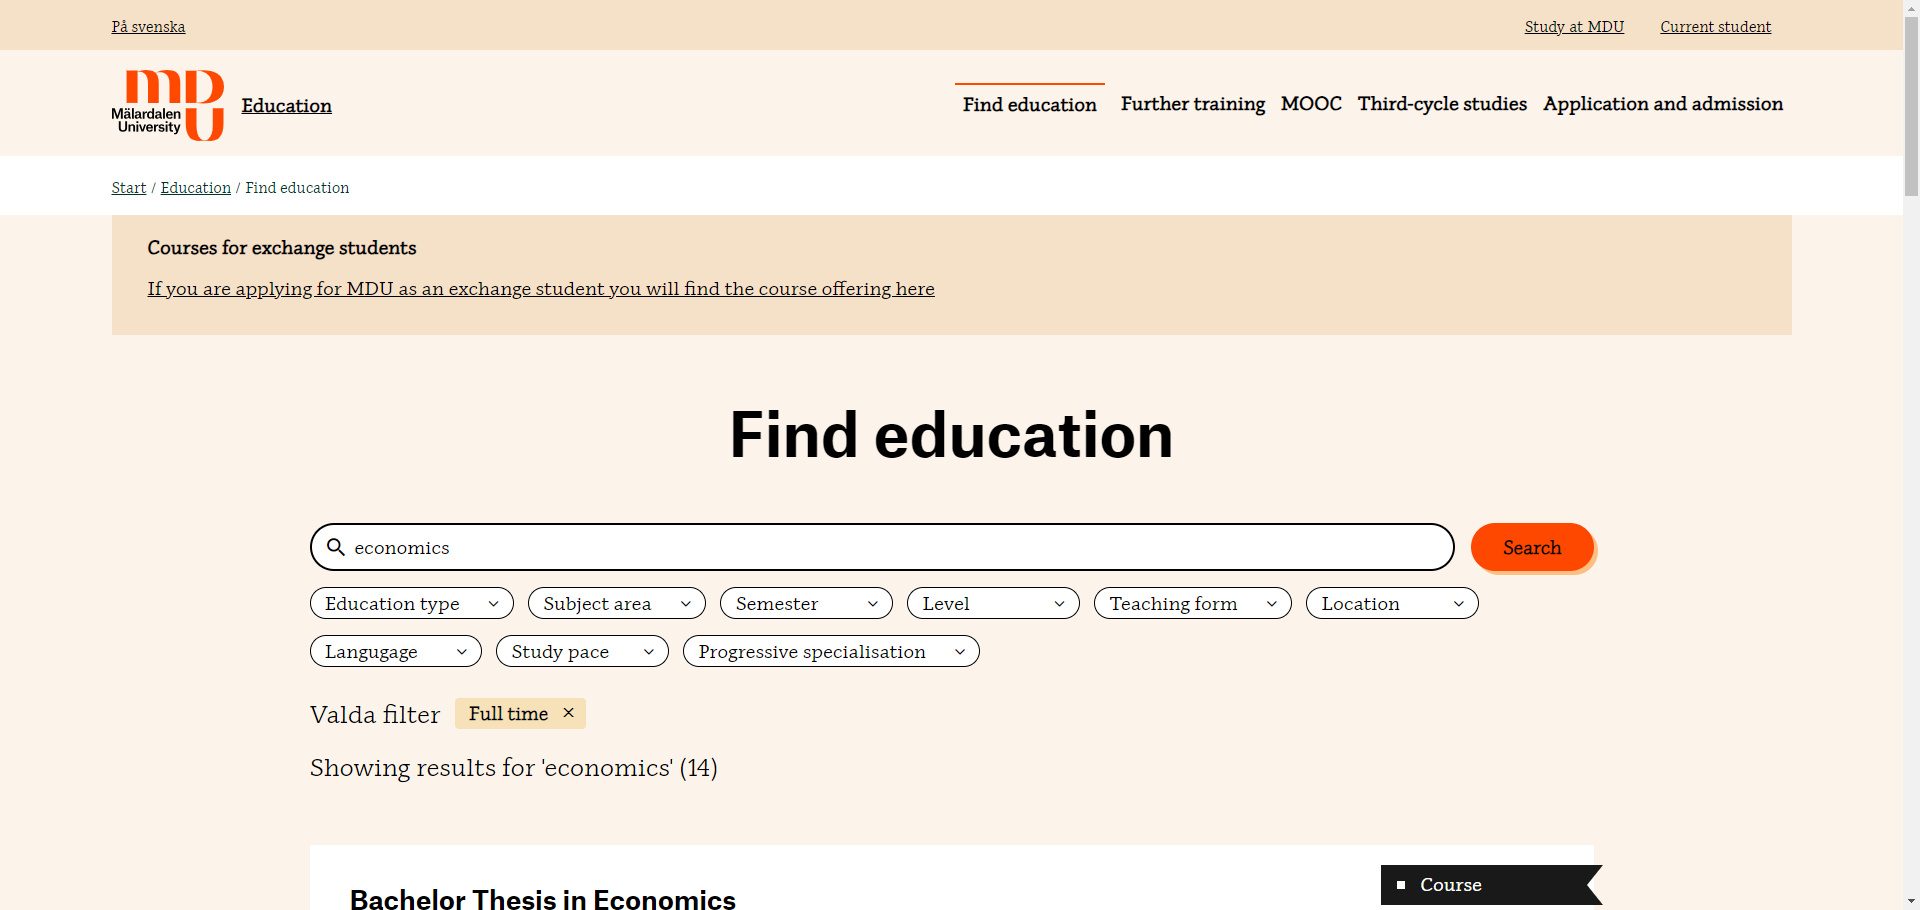 På svenska
Study at MDU
Current student
Mälardalen
University
Education
Find education
Further training
MOOC
Third-cycle studies
Application and admission
Start / Education / Find education
Courses for exchange students
If you are applying for MDU as an exchange student you will find the course offering here
Find education
economics
Search
Education type
Subject area
Semester
Level
Teaching form
Location
Langugage
Study pace
Progressive specialisation
Valda filter
Full time
Showing results for 'economics' (14)
Course
Bachelor Thesis in Economics